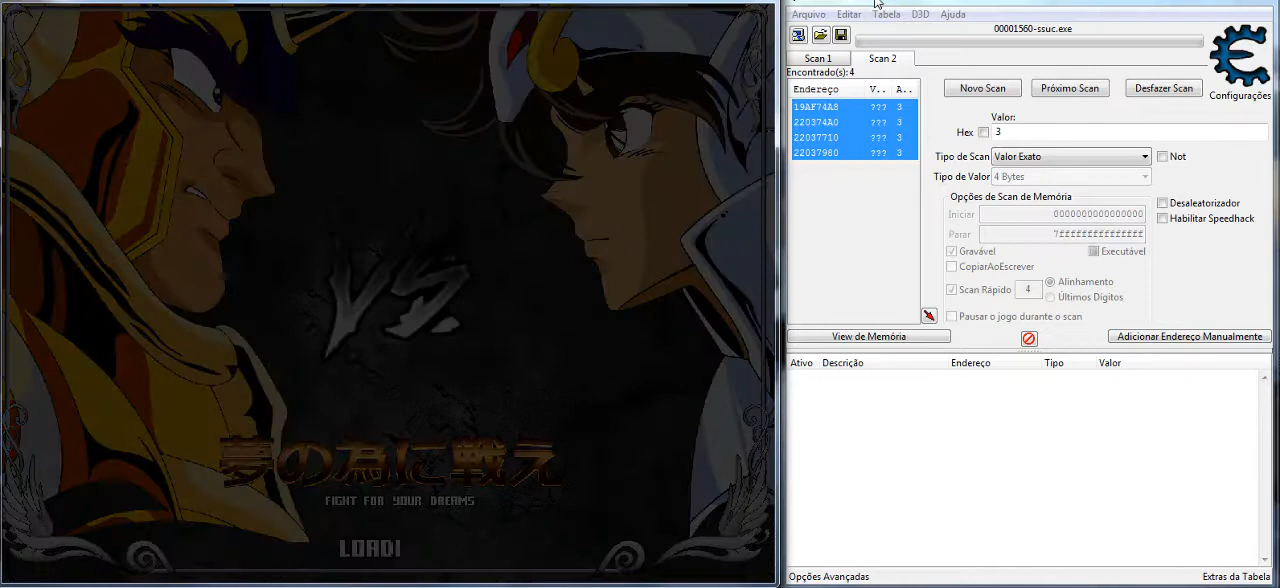 Arquivo Editar Tabela D3D Ajuda
00001560-ssuc.exe
Scan 1 Scan 2
Encontrado(s):4
Endereço V.. A..
19AF74A8 ??? 3
220374A0 ??? 3
22037710 ??? 3
22037980 ??? 3
Novo Scan Próximo Scan Desfazer Scan
Configurações
Valor:
Hex 3
Tipo de Scan Valor Exato Not
Tipo de Valor 4 Bytes
Opções de Scan de Memória
Iniciar 0000000000000000
Parar 7fffffffffffffff
Desaleatorizador
Habilitar Speedhack
Gravável Executável
CopiarAoEscrever
Scan Rápido 4 Alinhamento
Últimos Dígitos
Pausar o jogo durante o scan
View de Memória Adicionar Endereço Manualmente
Ativo Descrição Endereço Tipo Valor
Opções Avançadas Extras da Tabela
VS
夢の為に戦え
FIGHT FOR YOUR DREAMS
LOADI